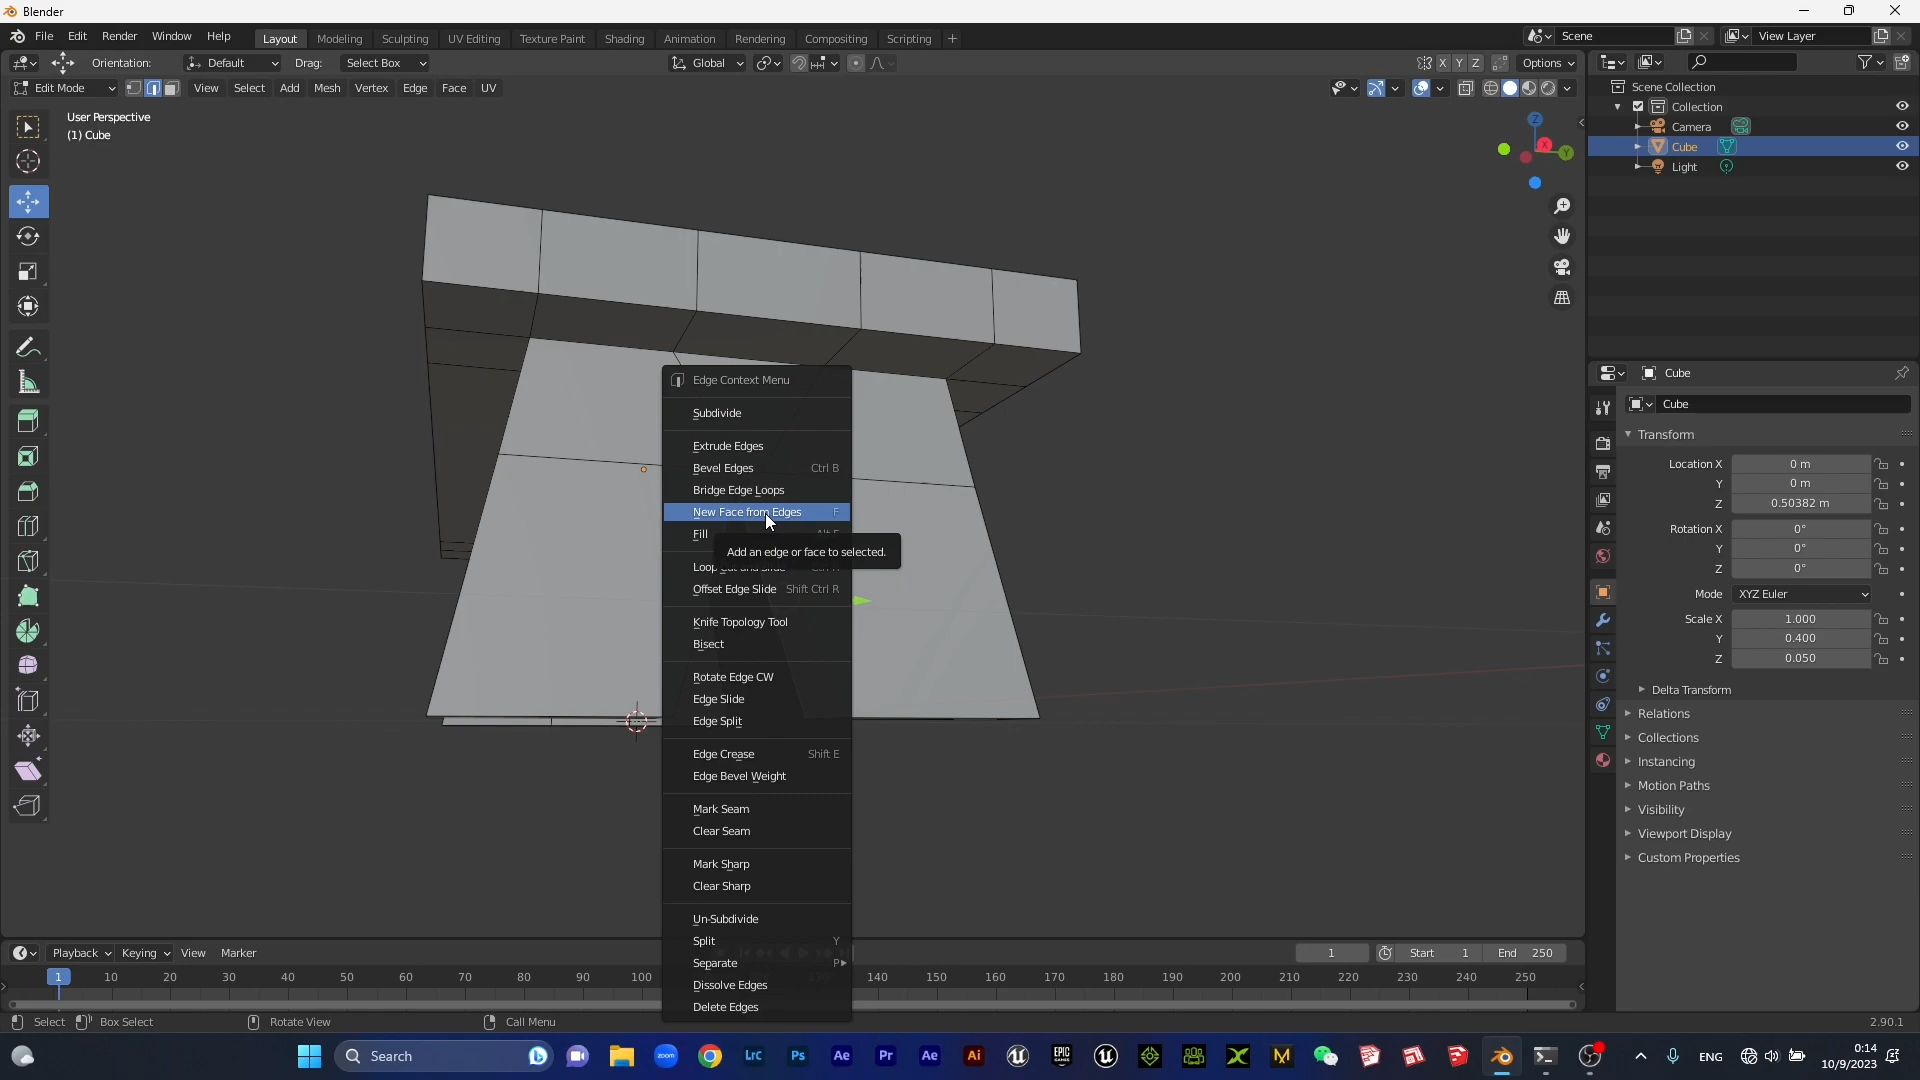 Blender
File Edit Render Window Help
Layout Modeling Sculpting UV Editing Texture Paint Shading Animation Rendering Compositing Scripting +
Scene
View Layer
Orientation: Default Drag: Select Box
Global
X Y Z Options
Edit Mode View Select Add Mesh Vertex Edge Face UV
User Perspective
(1) Cube
Z
X
Y
Scene Collection
Collection
Camera
Cube
Light
Edge Context Menu
Subdivide
Extrude Edges
Bevel Edges Ctrl B
Bridge Edge Loops
New Face from Edges F
Fill
Add an edge or face to selected.
Offset Edge Slide Shift Ctrl R
Knife Topology Tool
Bisect
Rotate Edge CW
Edge Slide
Edge Split
Edge Crease Shift E
Edge Bevel Weight
Mark Seam
Clear Seam
Mark Sharp
Clear Sharp
Un-Subdivide
Split Y
Separate P
Dissolve Edges
Delete Edges
Cube
Cube
Transform
Location X 0 m
Y 0 m
Z 0.50382 m
Rotation X 0°
Y 0°
Z 0°
Mode XYZ Euler
Scale X 1.000
Y 0.400
Z 0.050
Delta Transform
Relations
Collections
Instancing
Motion Paths
Visibility
Viewport Display
Custom Properties
Playback Keying View Marker
1 Start 1 End 250
1 10 20 30 40 50 60 70 80 90 100 140 150 160 170 180 190 200 210 220 230 240 250
Select Box Select Rotate View Call Menu
2.90.1
Search
zoom
LrC
Ps
Ae
Pr
Ae
Ai
EPIC GAMES
M
ENG
0:14
10/9/2023